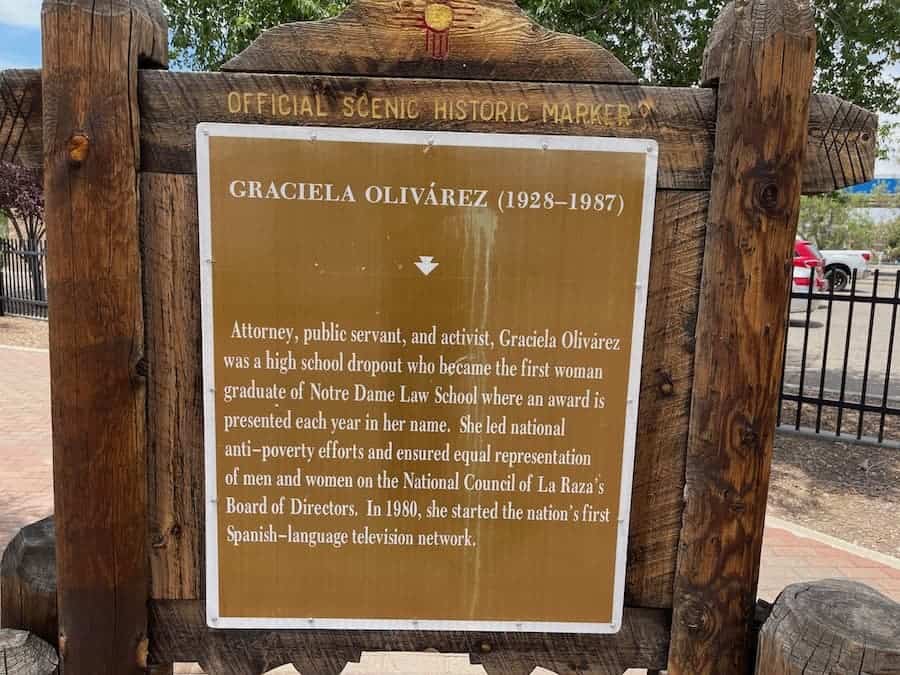 OFFICIAL SCENIC HISTORIC MARKER
GRACIELA OLIVÁREZ (1928–1987)
Attorney, public servant, and activist, Graciela Olivárez
was a high school dropout who became the first woman
graduate of Notre Dame Law School where an award is
presented each year in her name. She led national
anti–poverty efforts and ensured equal representation
of men and women on the National Council of La Raza's
Board of Directors. In 1980, she started the nation's first
Spanish–language television network.